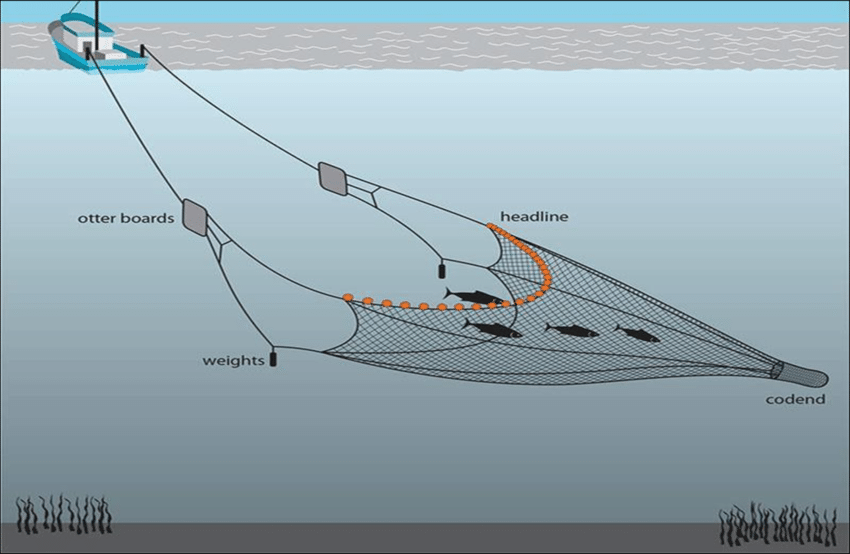 otter boards
headline
weights
codend